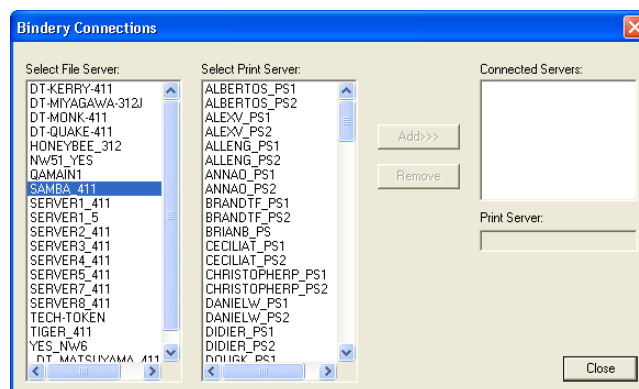 Bindery Connections
Select File Server:
DT-KERRY-411
DT-MIYAGAWA-312J
DT-MONK-411
DT-QUAKE-411
HONEYBEE_312
NW51_YES
QAMAIN1
SAMBA_411
SERVER1_411
SERVER1_5
SERVER2_411
SERVER3_411
SERVER4_411
SERVER5_411
SERVER7_411
SERVER8_411
TECH-TOKEN
TIGER_411
YES_NW6
_DT_MATSUYAMA_411
Select Print Server:
ALBERTOS_PS1
ALBERTOS_PS2
ALEXV_PS1
ALEXV_PS2
ALLENG_PS1
ALLENG_PS2
ANNAO_PS1
ANNAO_PS2
BRANDTF_PS1
BRANDTF_PS2
BRIANB_PS
CECILIAT_PS1
CECILIAT_PS2
CHRISTOPHERP_PS1
CHRISTOPHERP_PS2
DANIELW_PS1
DANIELW_PS2
DIDIER_PS1
DIDIER_PS2
DOUGK_PS1
Add>>>
Remove
Connected Servers:
Print Server:
Close